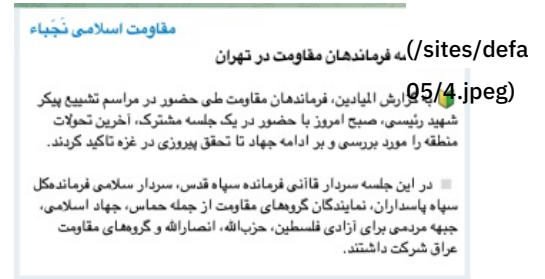 مقاومت اسلامی نُجَباء
ه فرماندهان مقاومت در تهران
(/sites/defa
05/4.jpeg)
به گزارش المیادین، فرماندهان مقاومت طی حضور در مراسم تشییع پیکر
شهید رئیسی، صبح امروز با حضور در یک جلسه مشترک، آخرین تحولات
منطقه را مورد بررسی و بر ادامه جهاد تا تحقق پیروزی در غزه تاکید کردند.
در این جلسه سردار قاآنی فرمانده سپاه قدس، سردار سلامی فرمانده‌کل
سپاه پاسداران، نمایندگان گروه‌های مقاومت از جمله حماس، جهاد اسلامی،
جبهه مردمی برای آزادی فلسطین، حزب‌الله، انصارالله و گروه‌های مقاومت
عراق شرکت داشتند.